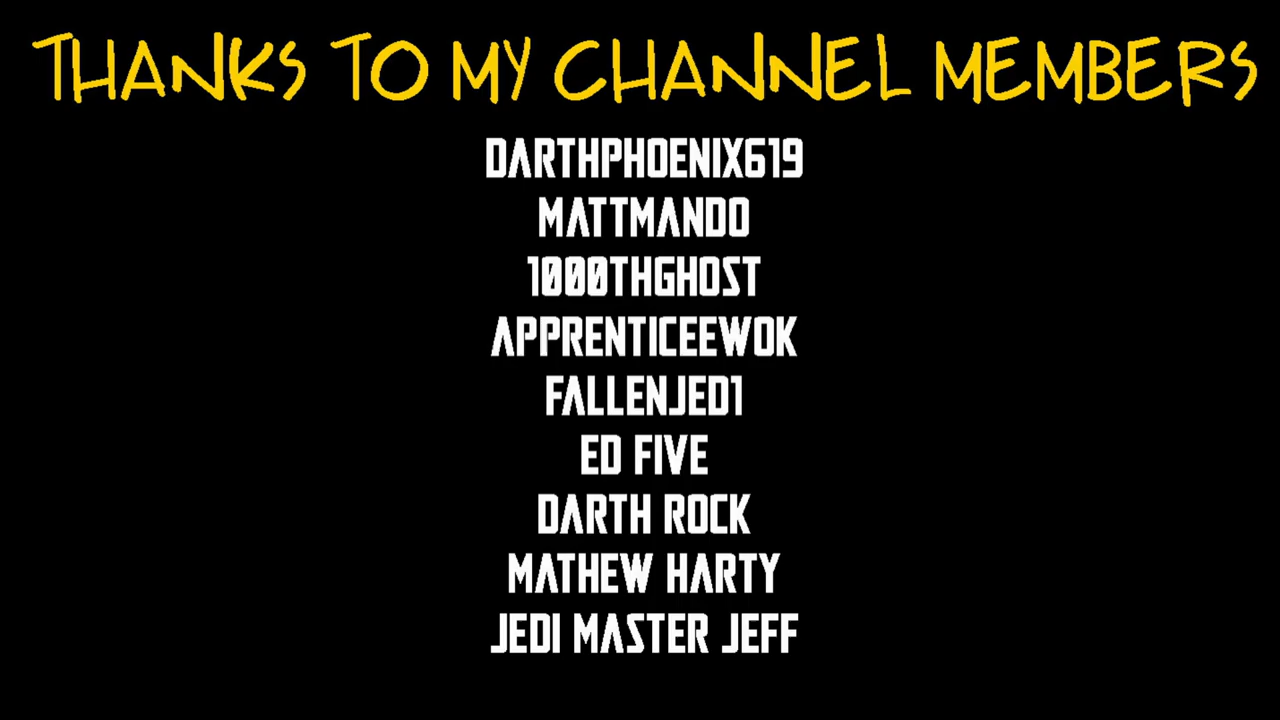 THANKS TO MY CHANNEL MEMBERS
DARTHPHOENIX619
MATTMANDO
1000THGHOST
APPRENTICEEWOK
FALLENJED1
ED FIVE
DARTH ROCK
MATHEW HARTY
JEDI MASTER JEFF